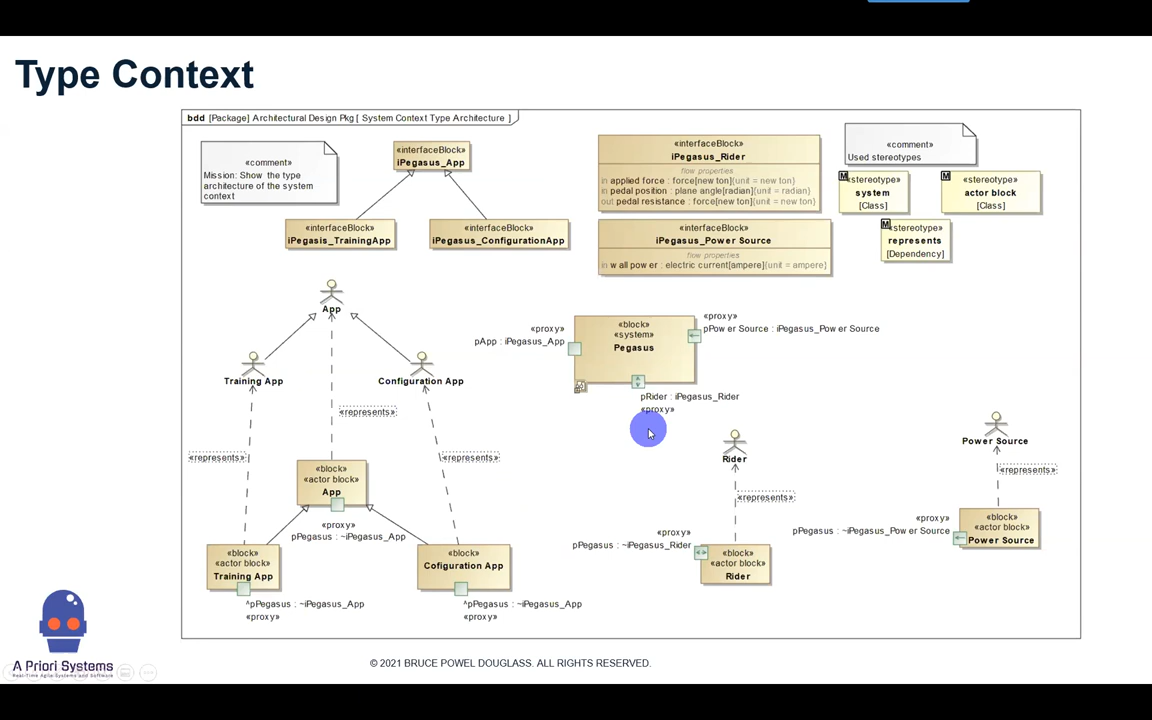 Type Context
bdd [Package] Architectural Design Pkg [ System Context Type Architecture ]
«comment»
Mission: Show the type
architecture of the system
context
«interfaceBlock»
iPegasus_App
«interfaceBlock»
iPegasis_TrainingApp
«interfaceBlock»
iPegasus_ConfigurationApp
«interfaceBlock»
iPegasus_Rider
flow properties
in applied force : force[new ton]{unit = new ton}
in pedal position : plane angle[radian]{unit = radian}
out pedal resistance : force[new ton]{unit = new ton}
«interfaceBlock»
iPegasus_Power Source
flow properties
in w all pow er : electric current[ampere]{unit = ampere}
«comment»
Used stereotypes
«stereotype»
system
[Class]
«stereotype»
actor block
[Class]
«stereotype»
represents
[Dependency]
App
Training App
Configuration App
«represents»
«represents»
«represents»
«block»
«actor block»
App
«proxy»
pPegasus : ~iPegasus_App
«block»
«actor block»
Training App
^pPegasus : ~iPegasus_App
«proxy»
«block»
Cofiguration App
^pPegasus : ~iPegasus_App
«proxy»
«proxy»
pApp : iPegasus_App
«block»
«system»
Pegasus
«proxy»
pPow er Source : iPegasus_Pow er Source
pRider : iPegasus_Rider
«proxy»
Rider
«represents»
«proxy»
pPegasus : ~iPegasus_Rider
«block»
«actor block»
Rider
Power Source
«represents»
«proxy»
pPegasus : ~iPegasus_Pow er Source
«block»
«actor block»
Power Source
A Priori Systems
Real-Time Agile Systems and Software
© 2021 BRUCE POWEL DOUGLASS. ALL RIGHTS RESERVED.